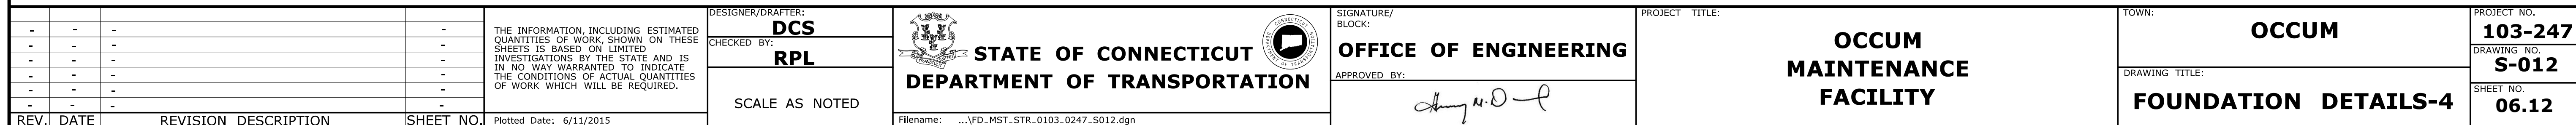 - - - -
- - - -
- - - -
- - - -
- - - -
- - - -
REV. DATE REVISION DESCRIPTION SHEET NO.
THE INFORMATION, INCLUDING ESTIMATED
QUANTITIES OF WORK, SHOWN ON THESE
SHEETS IS BASED ON LIMITED
INVESTIGATIONS BY THE STATE AND IS
IN NO WAY WARRANTED TO INDICATE
THE CONDITIONS OF ACTUAL QUANTITIES
OF WORK WHICH WILL BE REQUIRED.
Plotted Date: 6/11/2015
DESIGNER/DRAFTER:
DCS
CHECKED BY:
RPL
SCALE AS NOTED
STATE OF CONNECTICUT
DEPARTMENT OF TRANSPORTATION
Filename: ...\FD_MST_STR_0103_0247_S012.dgn
SIGNATURE/
BLOCK:
OFFICE OF ENGINEERING
APPROVED BY:
PROJECT TITLE:
OCCUM
MAINTENANCE
FACILITY
TOWN:
OCCUM
DRAWING TITLE:
FOUNDATION DETAILS-4
PROJECT NO.
103-247
DRAWING NO.
S-012
SHEET NO.
06.12